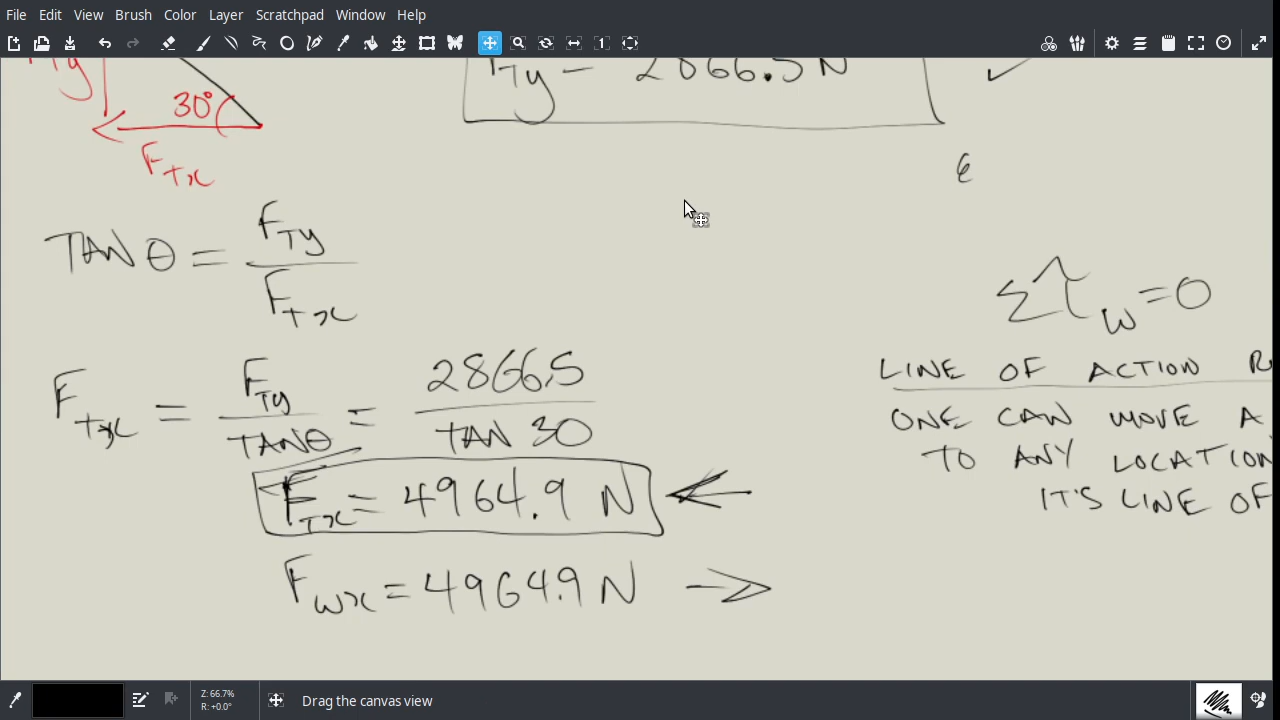 File Edit View Brush Color Layer Scratchpad Window Help
FTy = 2866.5 N
30°
FTx
TAN θ = FTy / FTx
Στw = 0
FTx = FTy / TANθ = 2866.5 / TAN 30
LINE OF ACTION
ONE CAN MOVE A
TO ANY LOCATION
IT'S LINE OF
FTx = 4964.9 N ←
Fwx = 4964.9 N →
Z: 66.7%
R: +0.0°
Drag the canvas view